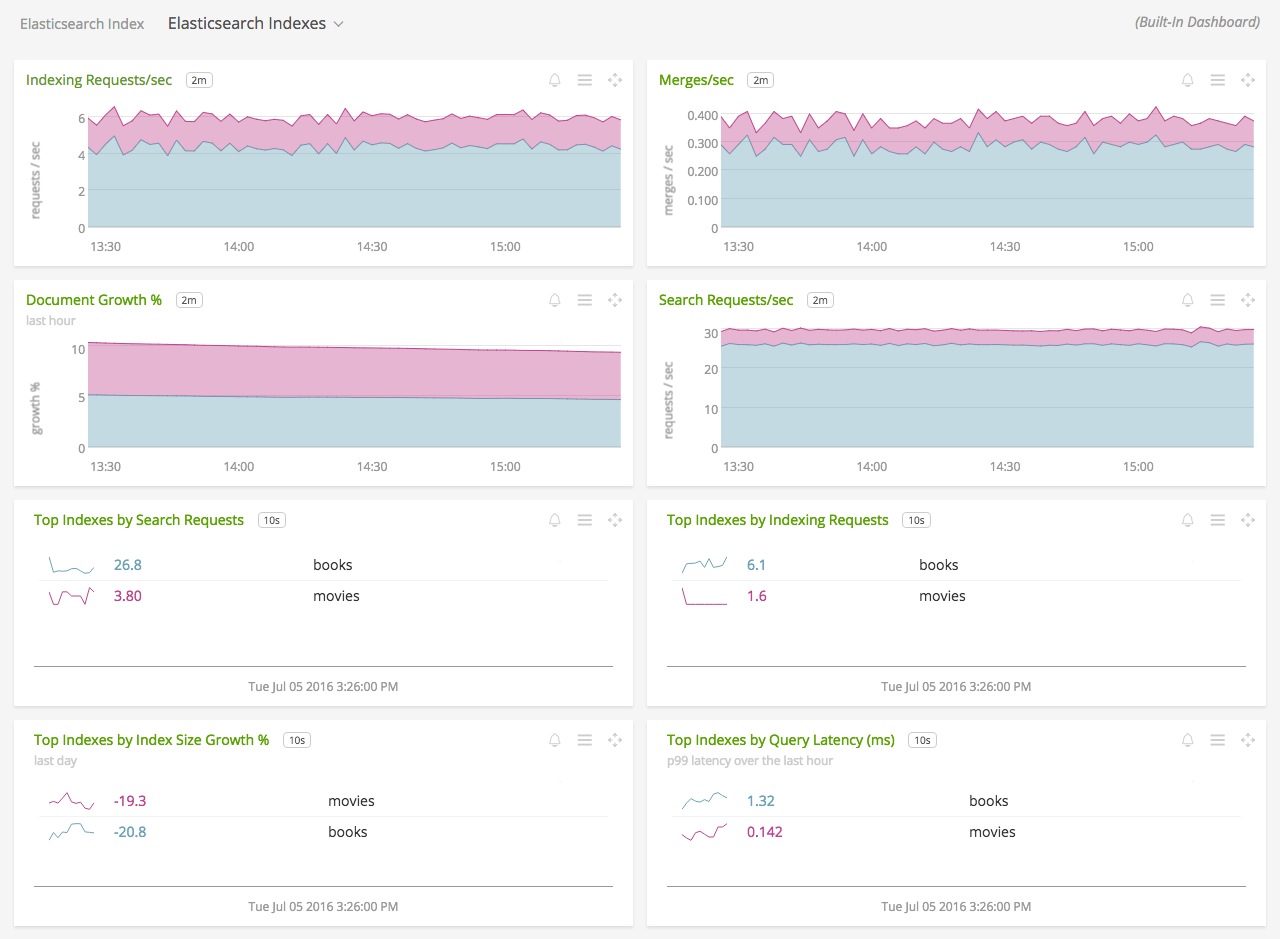 Elasticsearch Index Elasticsearch Indexes (Built-In Dashboard)
Indexing Requests/sec 2m
requests / sec
6
4
2
0
13:30 14:00 14:30 15:00
Merges/sec 2m
merges / sec
0.400
0.300
0.200
0.100
0
13:30 14:00 14:30 15:00
Document Growth % 2m
last hour
growth %
10
5
0
13:30 14:00 14:30 15:00
Search Requests/sec 2m
requests / sec
30
20
10
0
13:30 14:00 14:30 15:00
Top Indexes by Search Requests 10s
26.8 books
3.80 movies
Tue Jul 05 2016 3:26:00 PM
Top Indexes by Indexing Requests 10s
6.1 books
1.6 movies
Tue Jul 05 2016 3:26:00 PM
Top Indexes by Index Size Growth % 10s
last day
-19.3 movies
-20.8 books
Tue Jul 05 2016 3:26:00 PM
Top Indexes by Query Latency (ms) 10s
p99 latency over the last hour
1.32 books
0.142 movies
Tue Jul 05 2016 3:26:00 PM